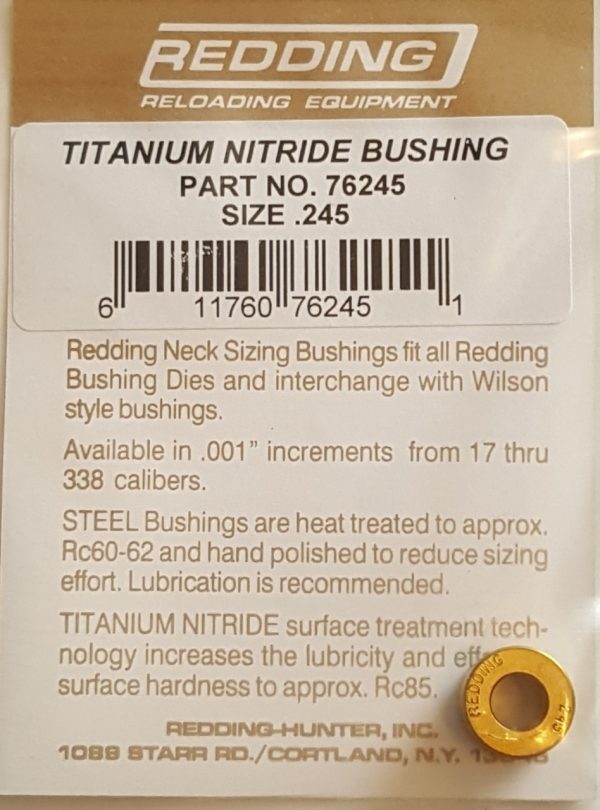 REDDING
RELOADING EQUIPMENT
TITANIUM NITRIDE BUSHING
PART NO. 76245
SIZE .245
6 11760 76245 1
Redding Neck Sizing Bushings fit all Redding
Bushing Dies and interchange with Wilson
style bushings.
Available in .001” increments from 17 thru
338 calibers.
STEEL Bushings are heat treated to approx.
Rc60-62 and hand polished to reduce sizing
effort. Lubrication is recommended.
TITANIUM NITRIDE surface treatment tech-
nology increases the lubricity and
surface hardness to approx. Rc85.
REDDING
245
REDDING-HUNTER, INC.
1089 STARR RD./CORTLAND, N.Y.